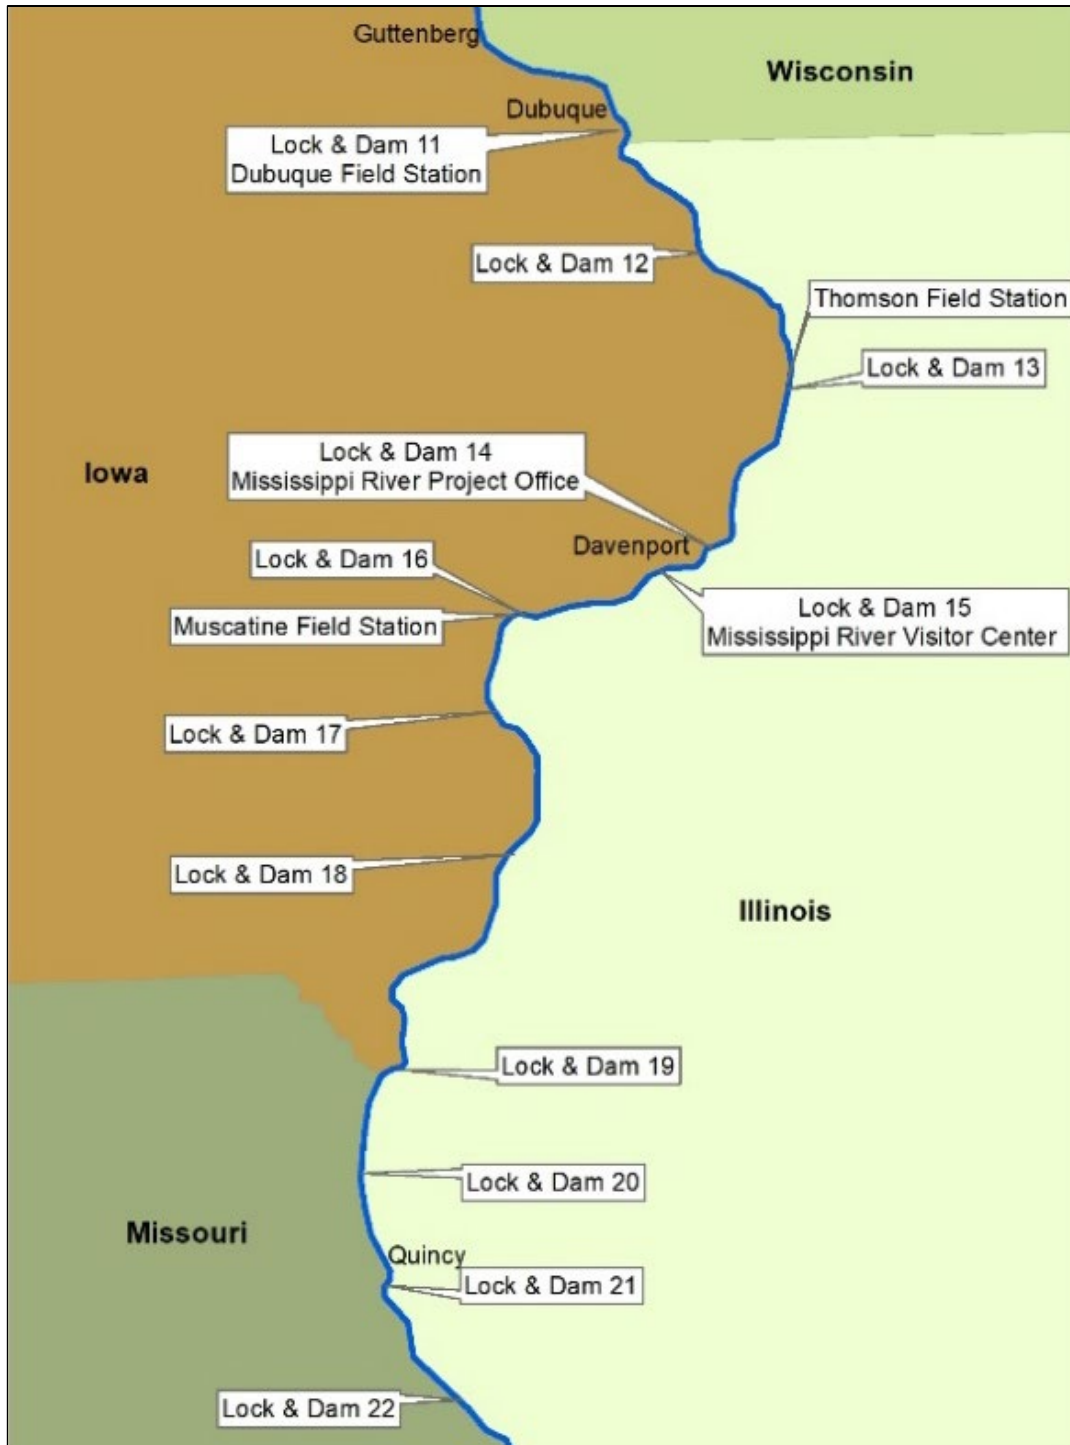 Guttenberg
Wisconsin
Dubuque
Lock & Dam 11
Dubuque Field Station
Lock & Dam 12
Thomson Field Station
Lock & Dam 13
Lock & Dam 14
Mississippi River Project Office
Iowa
Davenport
Lock & Dam 16
Lock & Dam 15
Mississippi River Visitor Center
Muscatine Field Station
Lock & Dam 17
Lock & Dam 18
Illinois
Lock & Dam 19
Lock & Dam 20
Missouri
Quincy
Lock & Dam 21
Lock & Dam 22